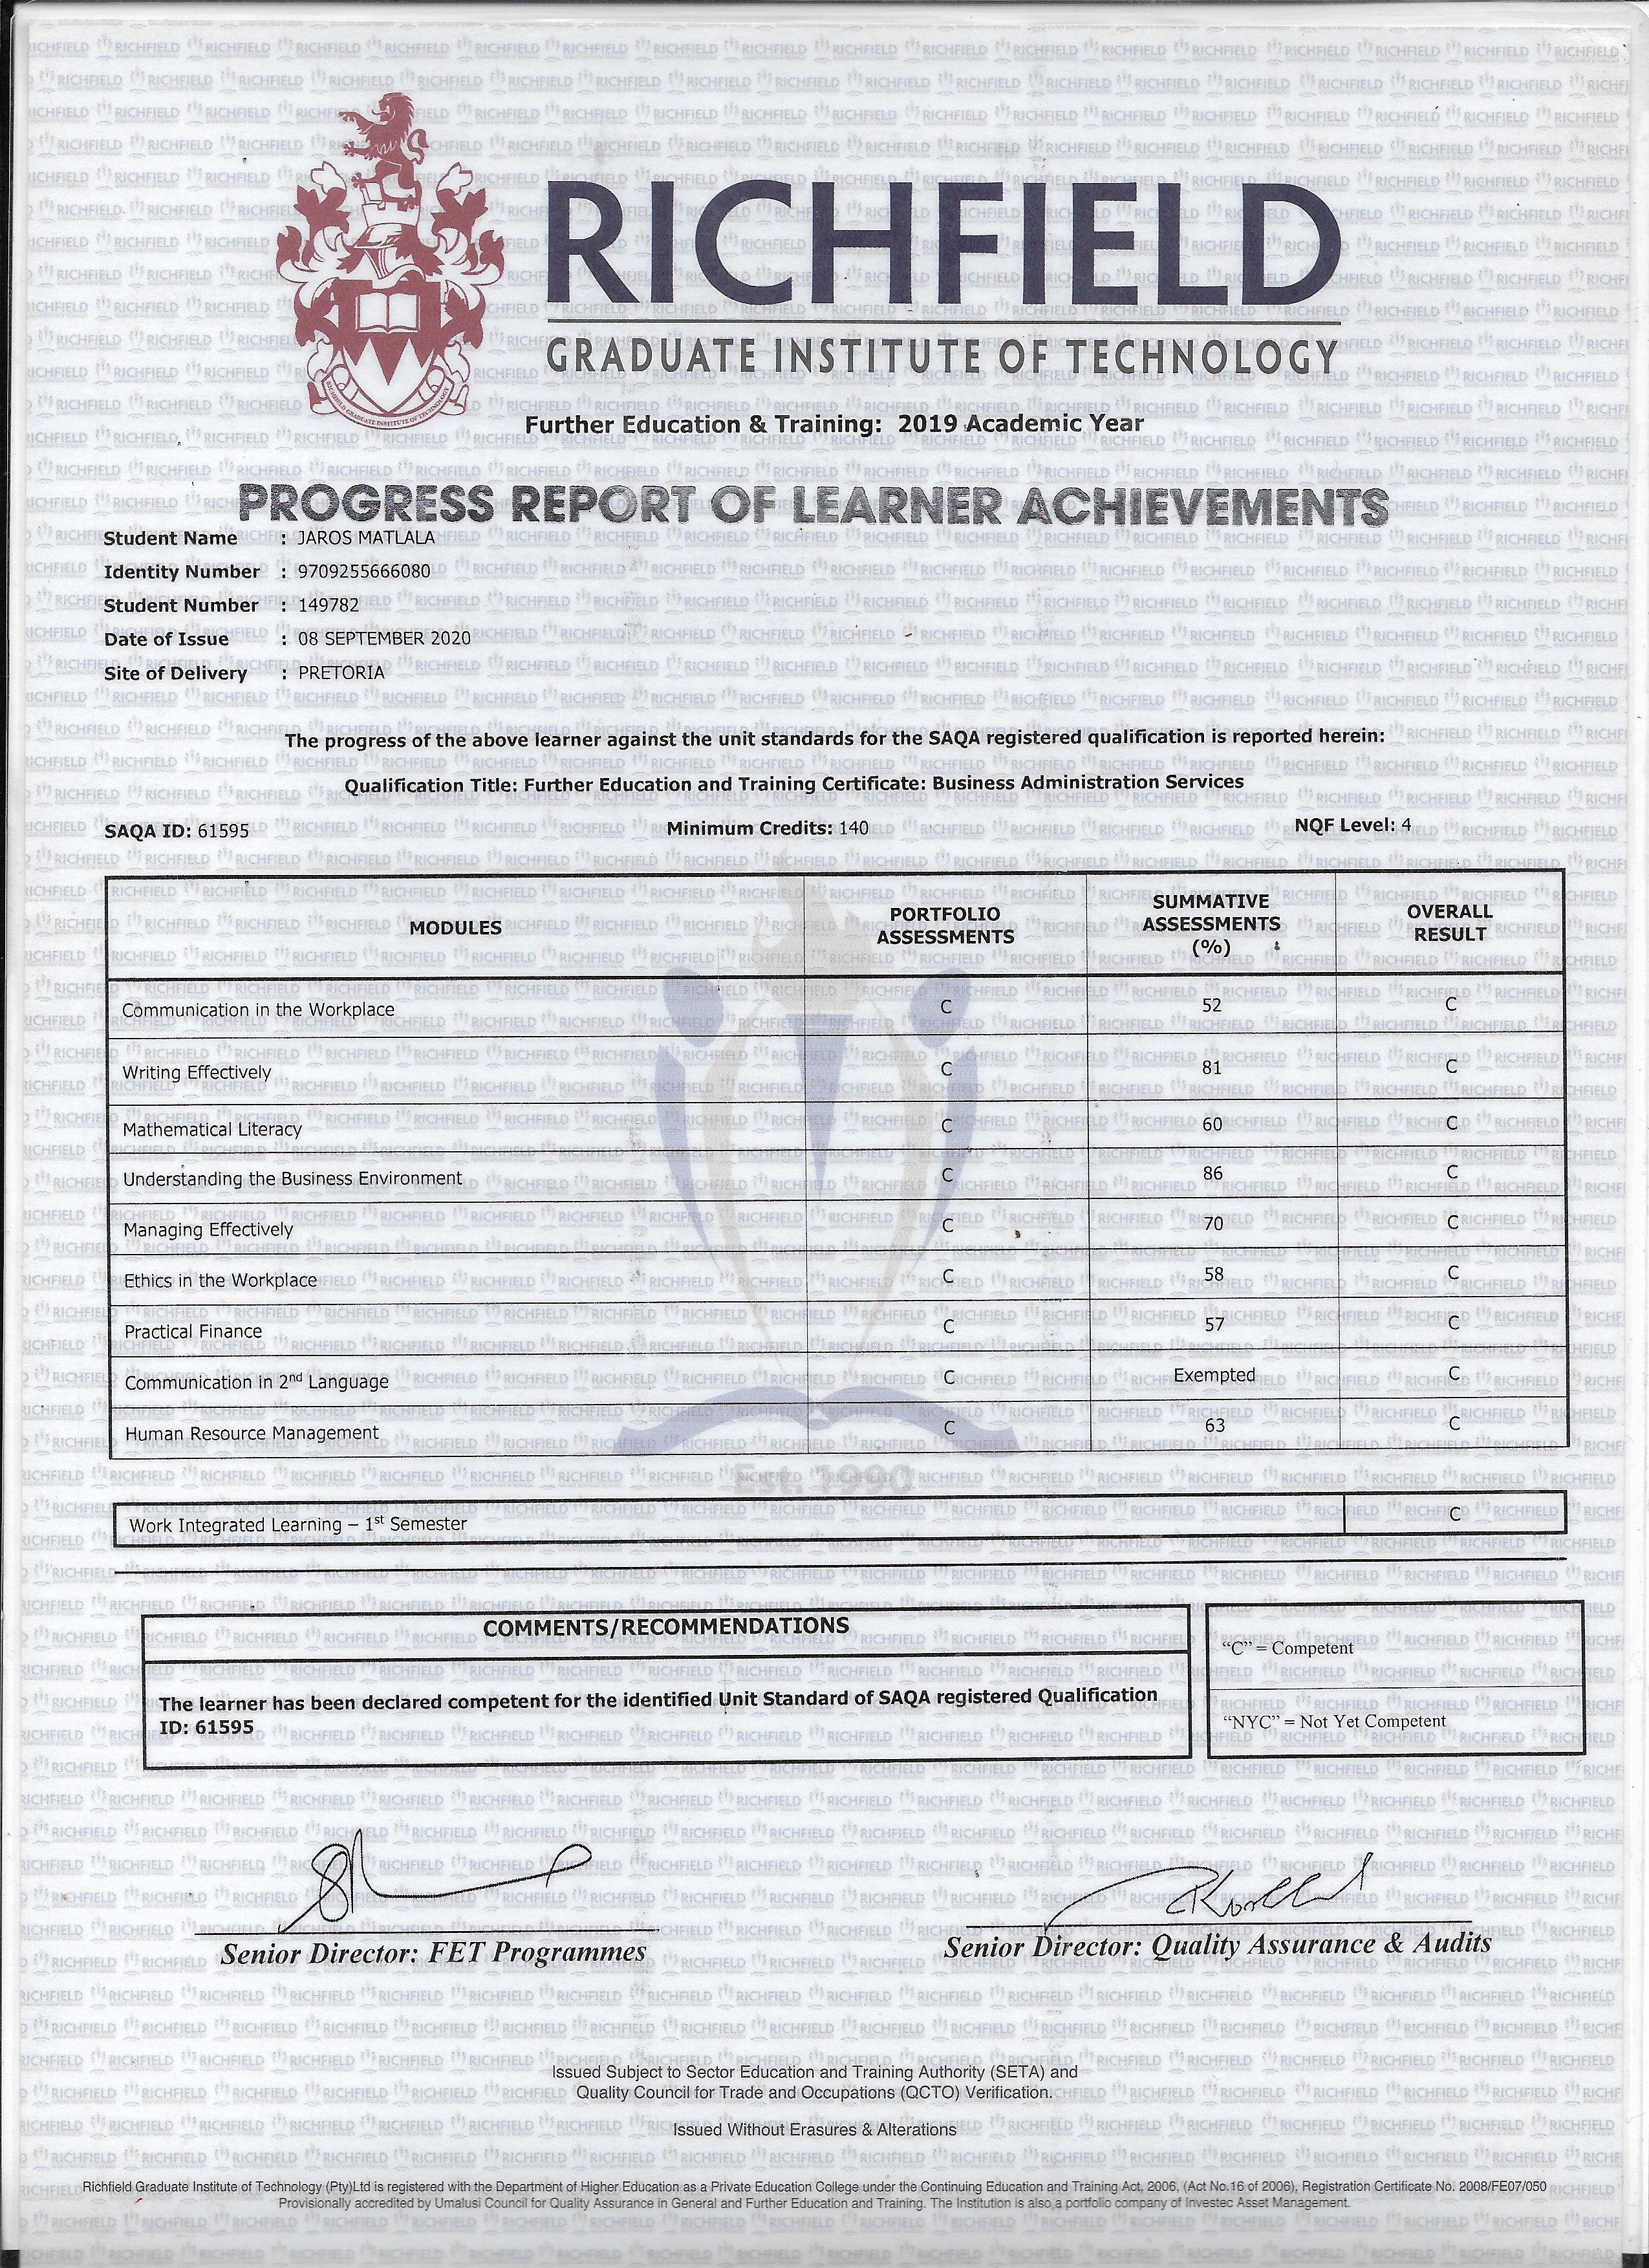 RICHFIELD
GRADUATE INSTITUTE OF TECHNOLOGY
RICHFIELD GRADUATE INSTITUTE OF TECHNOLOGY
Further Education & Training: 2019 Academic Year
PROGRESS REPORT OF LEARNER ACHIEVEMENTS
Student Name : JAROS MATLALA
Identity Number : 9709255666080
Student Number : 149782
Date of Issue : 08 SEPTEMBER 2020
Site of Delivery : PRETORIA
The progress of the above learner against the unit standards for the SAQA registered qualification is reported herein:
Qualification Title: Further Education and Training Certificate: Business Administration Services
SAQA ID: 61595 Minimum Credits: 140 NQF Level: 4
MODULES PORTFOLIO ASSESSMENTS SUMMATIVE ASSESSMENTS (%) OVERALL RESULT
Communication in the Workplace C 52 C
Writing Effectively C 81 C
Mathematical Literacy C 60 C
Understanding the Business Environment C 86 C
Managing Effectively C 70 C
Ethics in the Workplace C 58 C
Practical Finance C 57 C
Communication in 2nd Language C Exempted C
Human Resource Management C 63 C
Est. 1990
Work Integrated Learning – 1st Semester C
COMMENTS/RECOMMENDATIONS
The learner has been declared competent for the identified Unit Standard of SAQA registered Qualification
ID: 61595
“C” = Competent
“NYC” = Not Yet Competent
Senior Director: FET Programmes
Senior Director: Quality Assurance & Audits
Issued Subject to Sector Education and Training Authority (SETA) and
Quality Council for Trade and Occupations (QCTO) Verification.
Issued Without Erasures & Alterations
Richfield Graduate Institute of Technology (Pty)Ltd is registered with the Department of Higher Education as a Private Education College under the Continuing Education and Training Act, 2006, (Act No.16 of 2006), Registration Certificate No. 2008/FE07/050
Provisionally accredited by Umalusi Council for Quality Assurance in General and Further Education and Training. The Institution is also a portfolio company of Investec Asset Management.